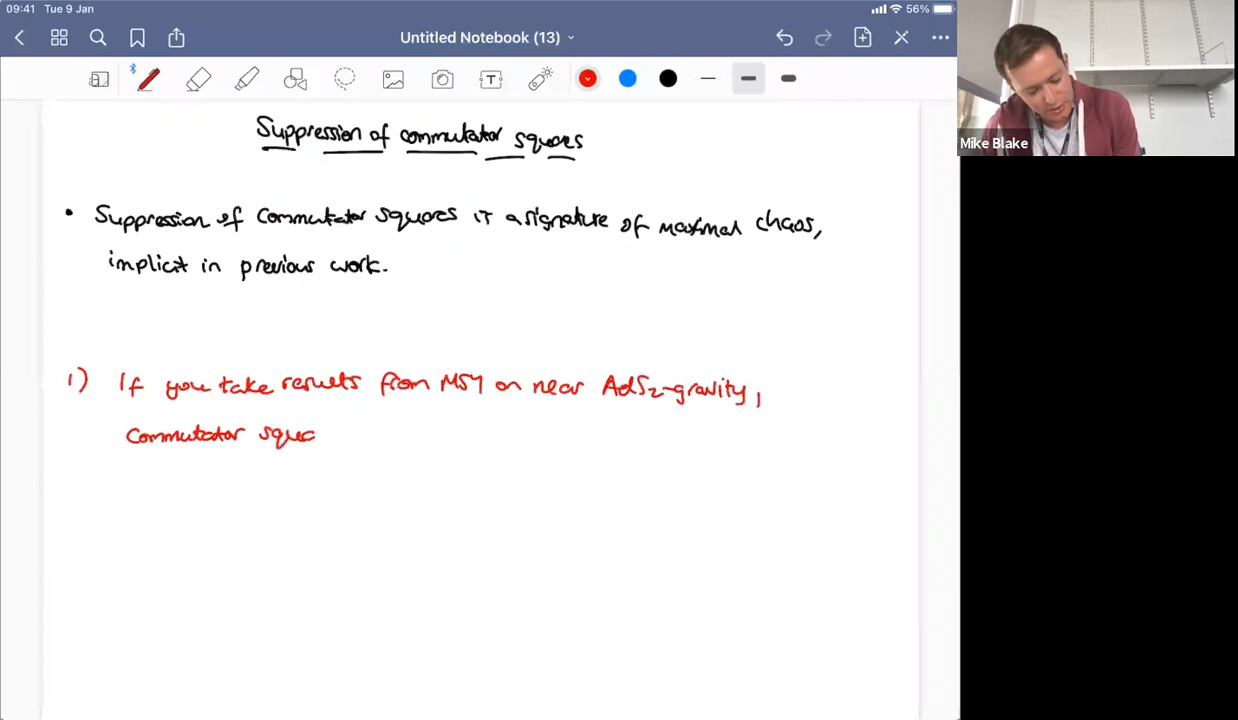 09:41 Tue 9 Jan
56%
Untitled Notebook (13)
Mike Blake
Suppression of commutator squares
• Suppression of commutator squares is a signature of maximal chaos,
implicit in previous work.
1) If you take results from MSY on near AdS2-gravity,
Commutator squa